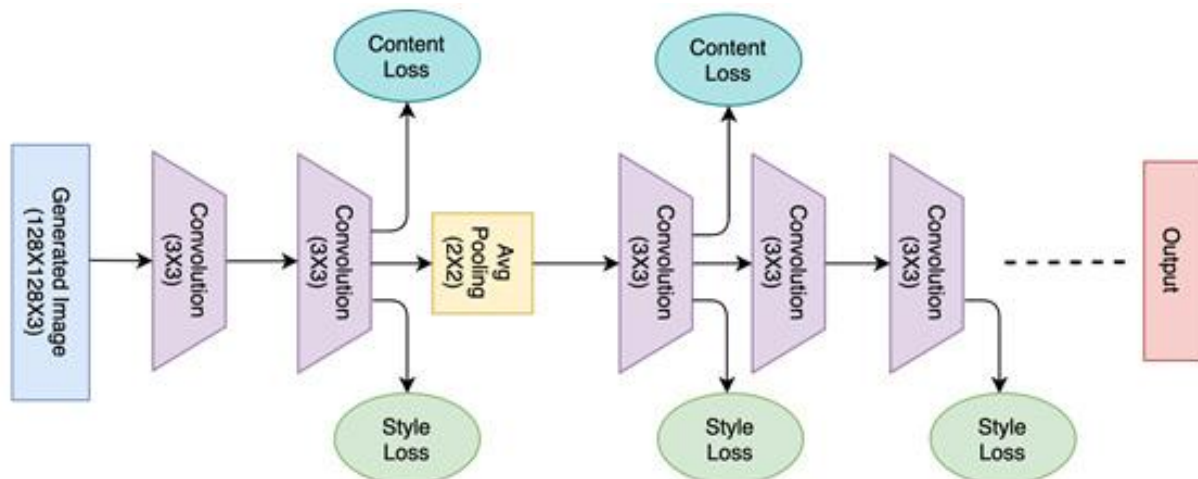 Content
Loss
Content
Loss
Generated Image
(128X128X3)
Convolution
(3X3)
Convolution
(3X3)
Avg
Pooling
(2X2)
Convolution
(3X3)
Convolution
(3X3)
Convolution
(3X3)
Output
Style
Loss
Style
Loss
Style
Loss